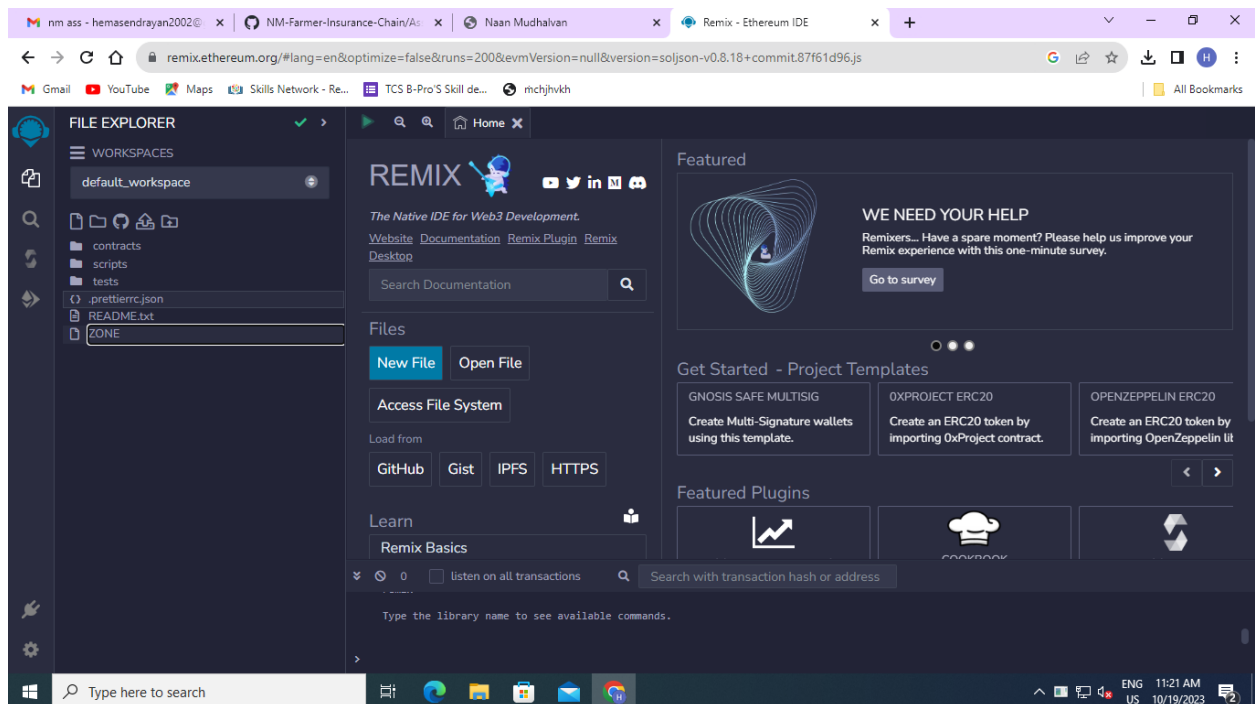 nm ass - hemasendrayan2002@
NM-Farmer-Insurance-Chain/As
Naan Mudhalvan
Remix - Ethereum IDE
remix.ethereum.org/#lang=en&optimize=false&runs=200&evmVersion=null&version=soljson-v0.8.18+commit.87f61d96.js
H
Gmail
YouTube
Maps
Skills Network - Re...
TCS B-Pro'S Skill de...
mchjhvkh
All Bookmarks
FILE EXPLORER
WORKSPACES
default_workspace
contracts
scripts
tests
.prettierrc.json
README.txt
ZONE
Home
REMIX
The Native IDE for Web3 Development.
Website Documentation Remix Plugin Remix
Desktop
Search Documentation
Files
New File Open File
Access File System
Load from
GitHub Gist IPFS HTTPS
Learn
Remix Basics
Featured
WE NEED YOUR HELP
Remixers... Have a spare moment? Please help us improve your
Remix experience with this one-minute
survey.
Go to survey
Get Started - Project Templates
GNOSIS SAFE MULTISIG
Create Multi-Signature wallets
using this template.
0XPROJECT ERC20
Create an ERC20 token by
importing 0xProject contract.
OPENZEPPELIN ERC20
Create an ERC20 token by
importing OpenZeppelin lib
Featured Plugins
COOKBOOK
0 listen on all transactions
Search with transaction hash or address
Type the library name to see available commands.
>
Type here to search
ENG 11:21 AM
US 10/19/2023
2